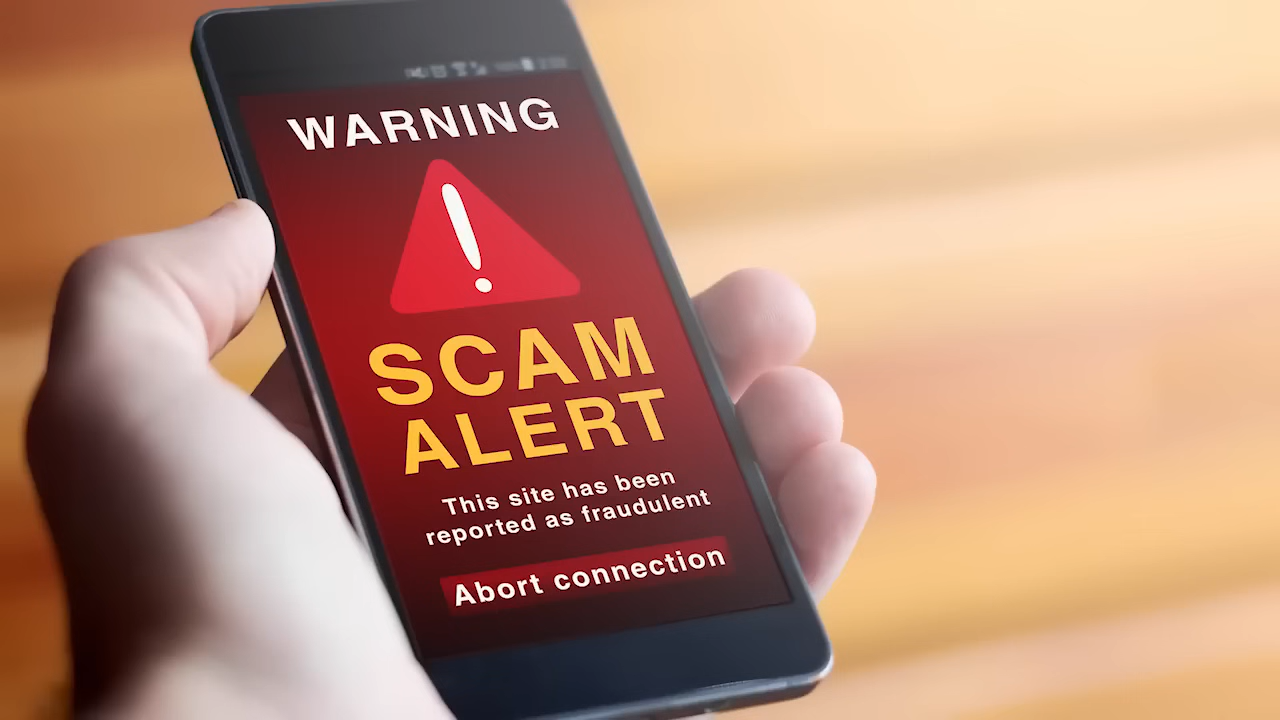 WARNING
!
SCAM
ALERT
This site has been
reported as fraudulent
Abort connection